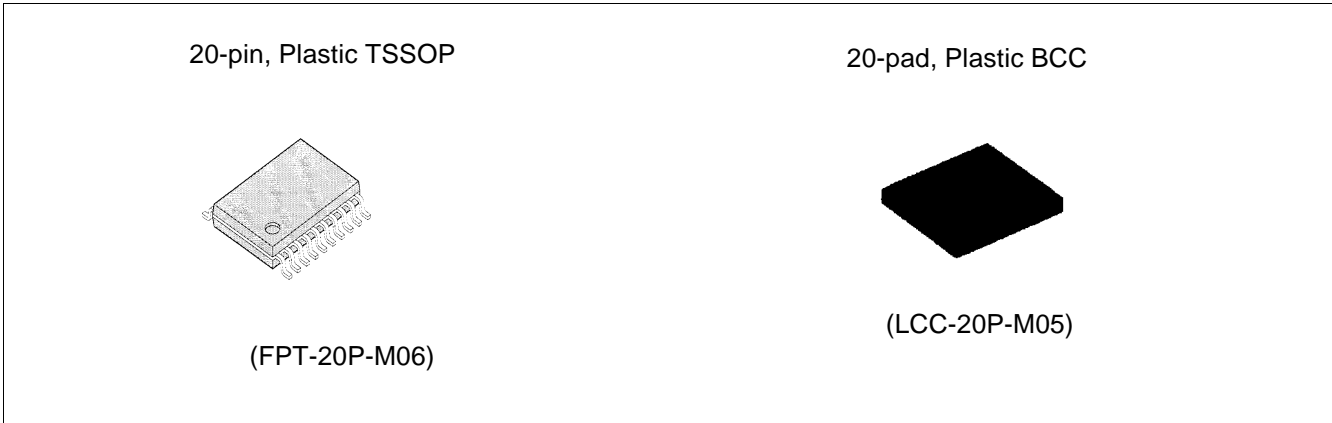 20-pin, Plastic TSSOP
20-pad, Plastic BCC
(FPT-20P-M06)
(LCC-20P-M05)